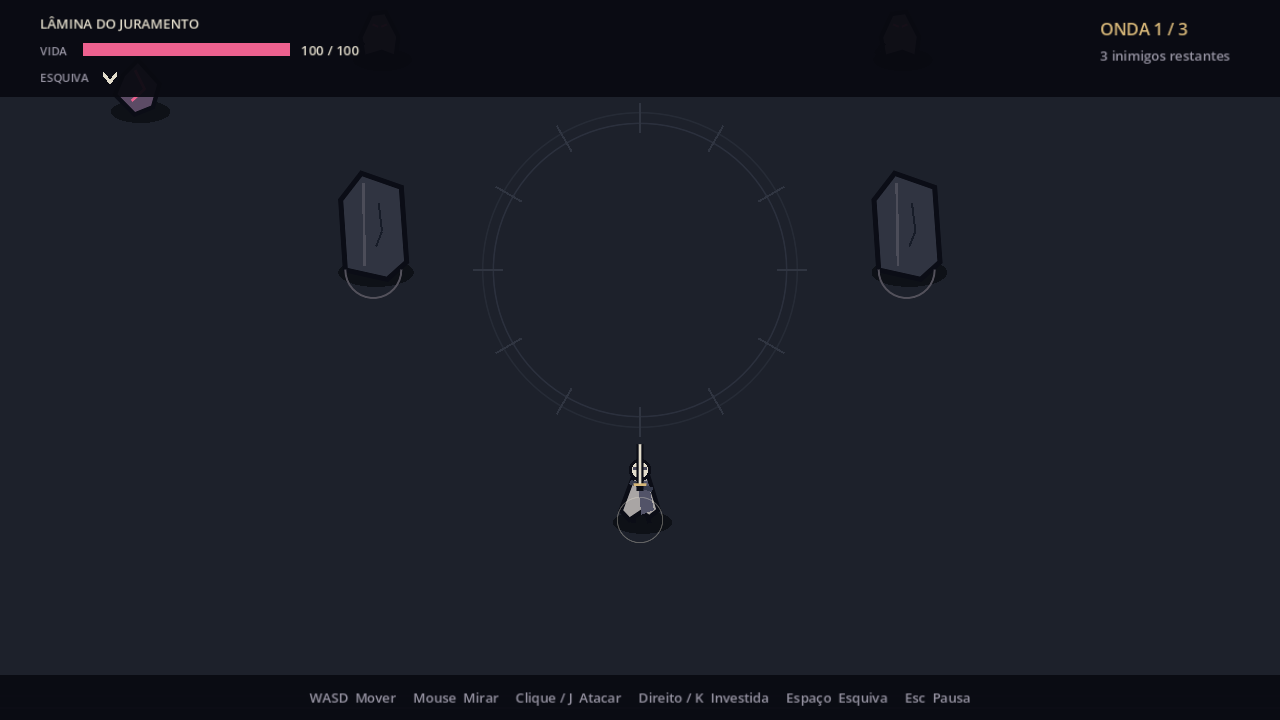 LÂMINA DO JURAMENTO
VIDA 100 / 100
ESQUIVA
ONDA 1 / 3
3 inimigos restantes
WASD Mover Mouse Mirar Clique / J Atacar Direito / K Investida Espaço Esquiva Esc Pausa